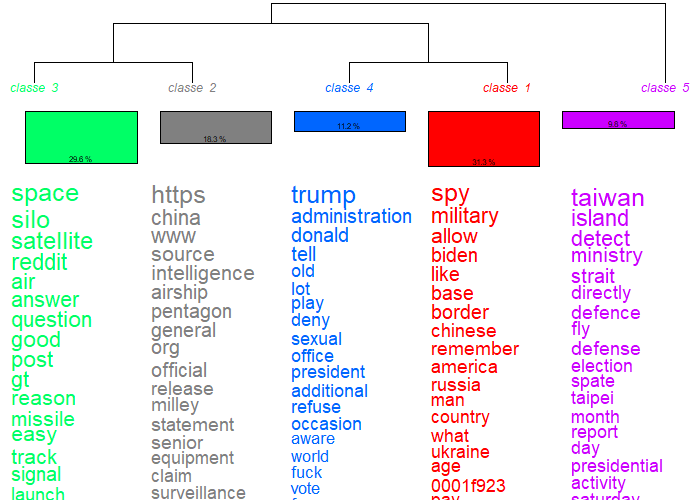 classe 3
classe 2
classe 4
classe 1
classe 5
29.6 %
18.3 %
11.2 %
31.3 %
9.6 %
space
silo
satellite
reddit
air
answer
question
good
post
gt
reason
missile
easy
track
signal
launch
https
china
www
source
intelligence
airship
pentagon
general
org
official
release
milley
statement
senior
equipment
claim
surveillance
trump
administration
donald
tell
old
lot
play
deny
sexual
office
president
additional
refuse
occasion
aware
world
fuck
vote
spy
military
allow
biden
like
base
border
chinese
remember
america
russia
man
country
what
ukraine
age
0001f923
pay
taiwan
island
detect
ministry
strait
directly
defence
fly
defense
election
spate
taipei
month
report
day
presidential
activity
saturday